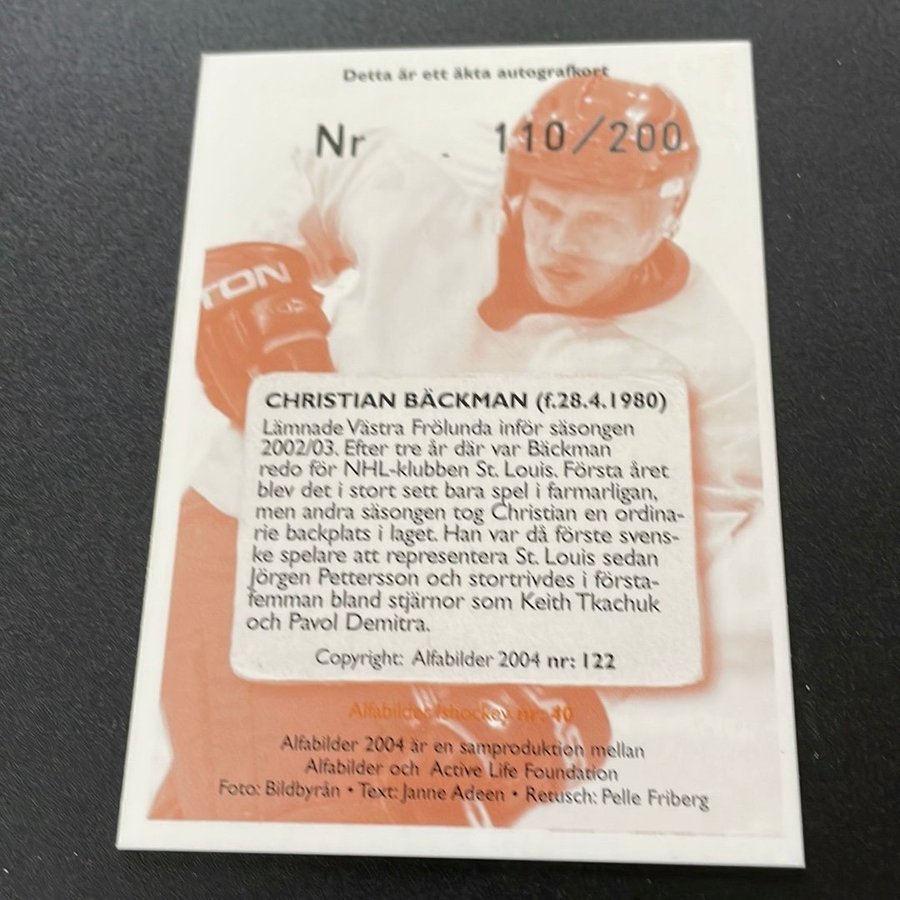 Detta är ett äkta autografkort
Nr . 110/200
TON
CHRISTIAN BÄCKMAN (f.28.4.1980)
Lämnade Västra Frölunda inför säsongen
2002/03. Efter tre år där var Bäckman
redo för NHL-klubben St. Louis. Första året
blev det i stort sett bara spel i farmarligan,
men andra säsongen tog Christian en ordina-
rie backplats i laget. Han var då förste svens-
ke spelare att representera St. Louis sedan
Jörgen Pettersson och stortrivdes i första-
femman bland stjärnor som Keith Tkachuk
och Pavol Demitra.
Copyright: Alfabilder 2004 nr: 122
Alfabilder Ishockey nr: 40
Alfabilder 2004 är en samproduktion mellan
Alfabilder och Active Life Foundation
Foto: Bildbyrån • Text: Janne Adeen • Retusch: Pelle Friberg